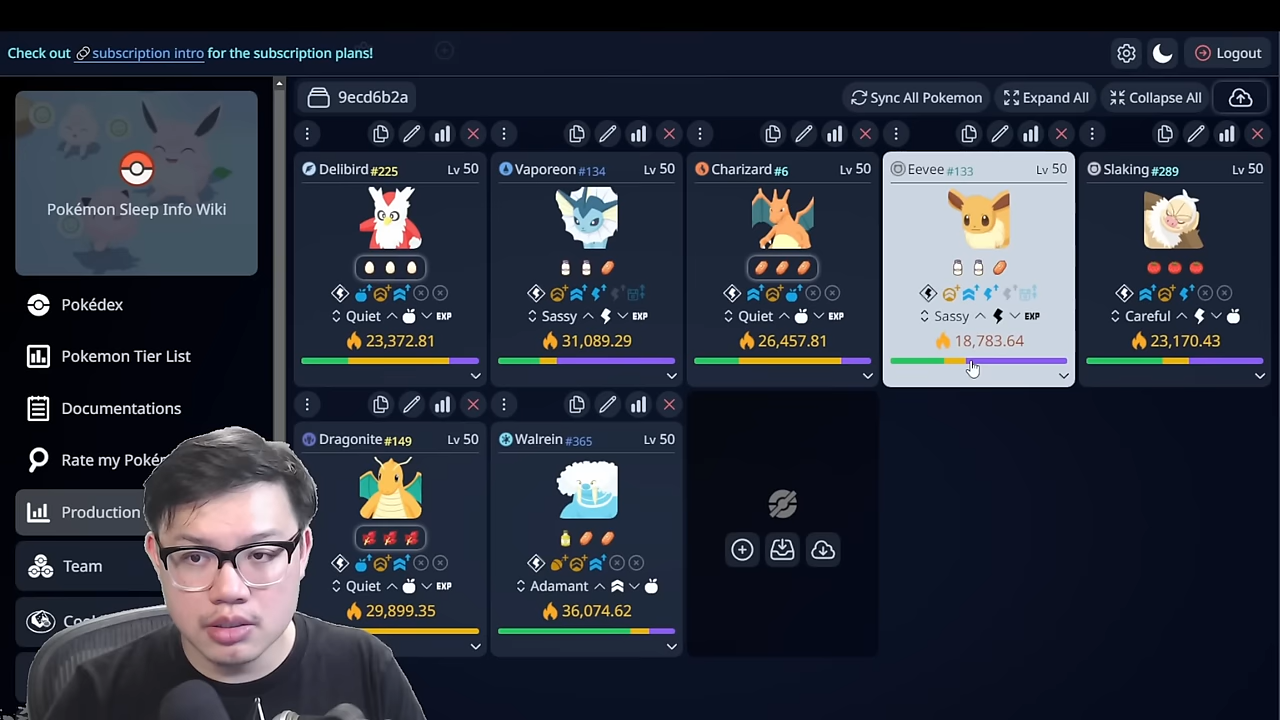 Check out subscription intro for the subscription plans!
Logout
9ecd6b2a
Sync All Pokemon
Expand All
Collapse All
Pokémon Sleep Info Wiki
Pokédex
Pokemon Tier List
Documentations
Rate my
Production
Team
Delibird #225 Lv 50
Quiet EXP
23,372.81
Vaporeon #134 Lv 50
Sassy EXP
31,089.29
Charizard #6 Lv 50
Quiet EXP
26,457.81
Eevee #133 Lv 50
Sassy EXP
18,783.64
Slaking #289 Lv 50
Careful
23,170.43
Dragonite #149 Lv 50
Quiet EXP
29,899.35
Walrein #365 Lv 50
Adamant
36,074.62